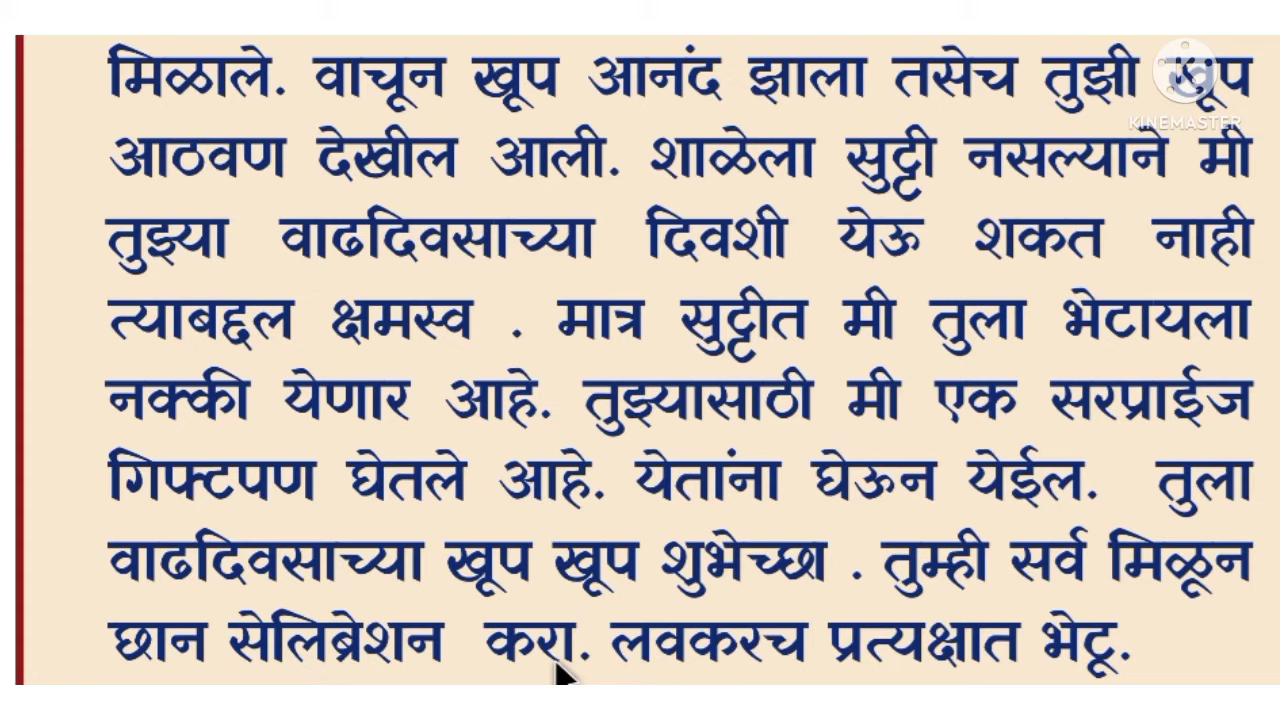 मिळाले. वाचून खूप आनंद झाला तसेच तुझी खूप
KINEMASTER
आठवण देखील आली. शाळेला सुट्टी नसल्याने मी
तुझ्या वाढदिवसाच्या दिवशी येऊ शकत नाही
त्याबद्दल क्षमस्व . मात्र सुट्टीत मी तुला भेटायला
नक्की येणार आहे. तुझ्यासाठी मी एक सरप्राईज
गिफ्टपण घेतले आहे. येतांना घेऊन येईल. तुला
वाढदिवसाच्या खूप खूप शुभेच्छा . तुम्ही सर्व मिळून
छान सेलिब्रेशन करा. लवकरच प्रत्यक्षात भेटू.